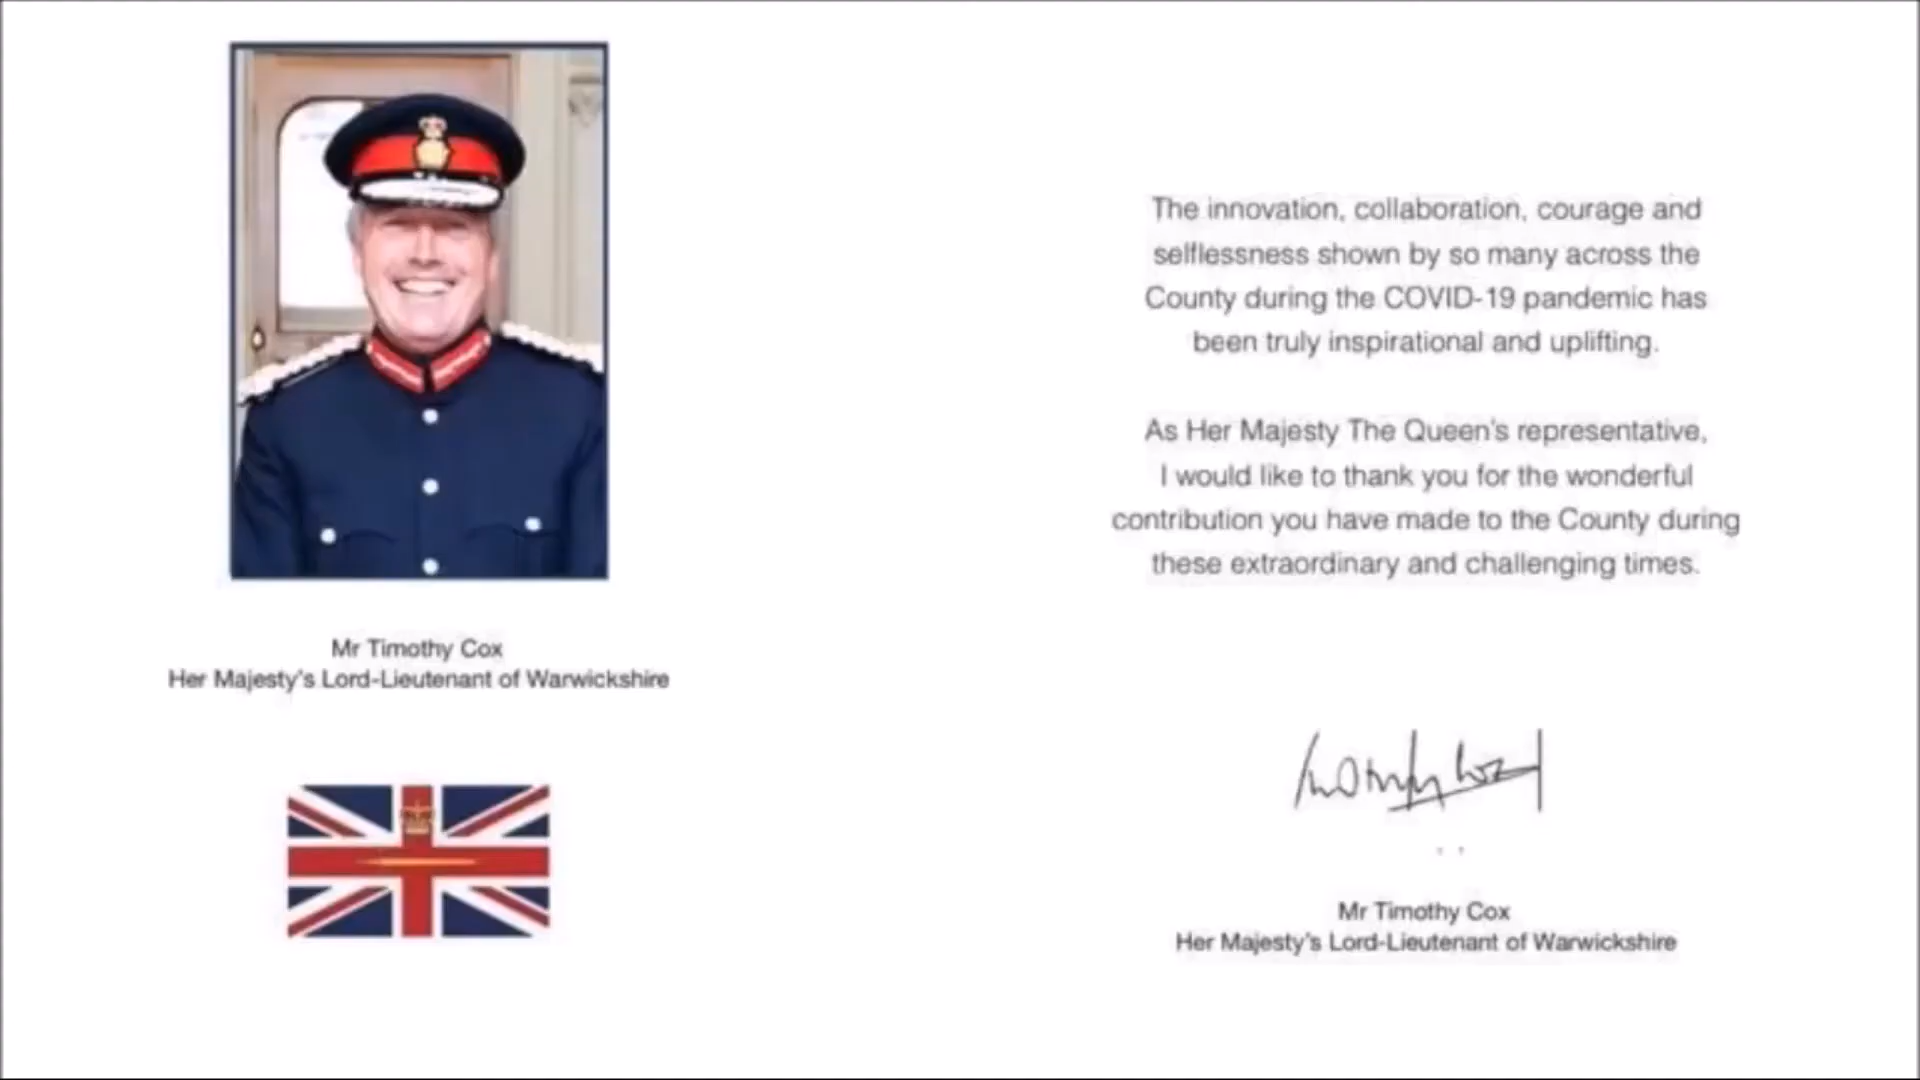 Mr Timothy Cox
Her Majesty's Lord-Lieutenant of Warwickshire
The innovation, collaboration, courage and
selflessness shown by so many across the
County during the COVID-19 pandemic has
been truly inspirational and uplifting.
As Her Majesty The Queen's representative,
I would like to thank you for the wonderful
contribution you have made to the County during
these extraordinary and challenging times.
Mr Timothy Cox
Her Majesty's Lord-Lieutenant of Warwickshire